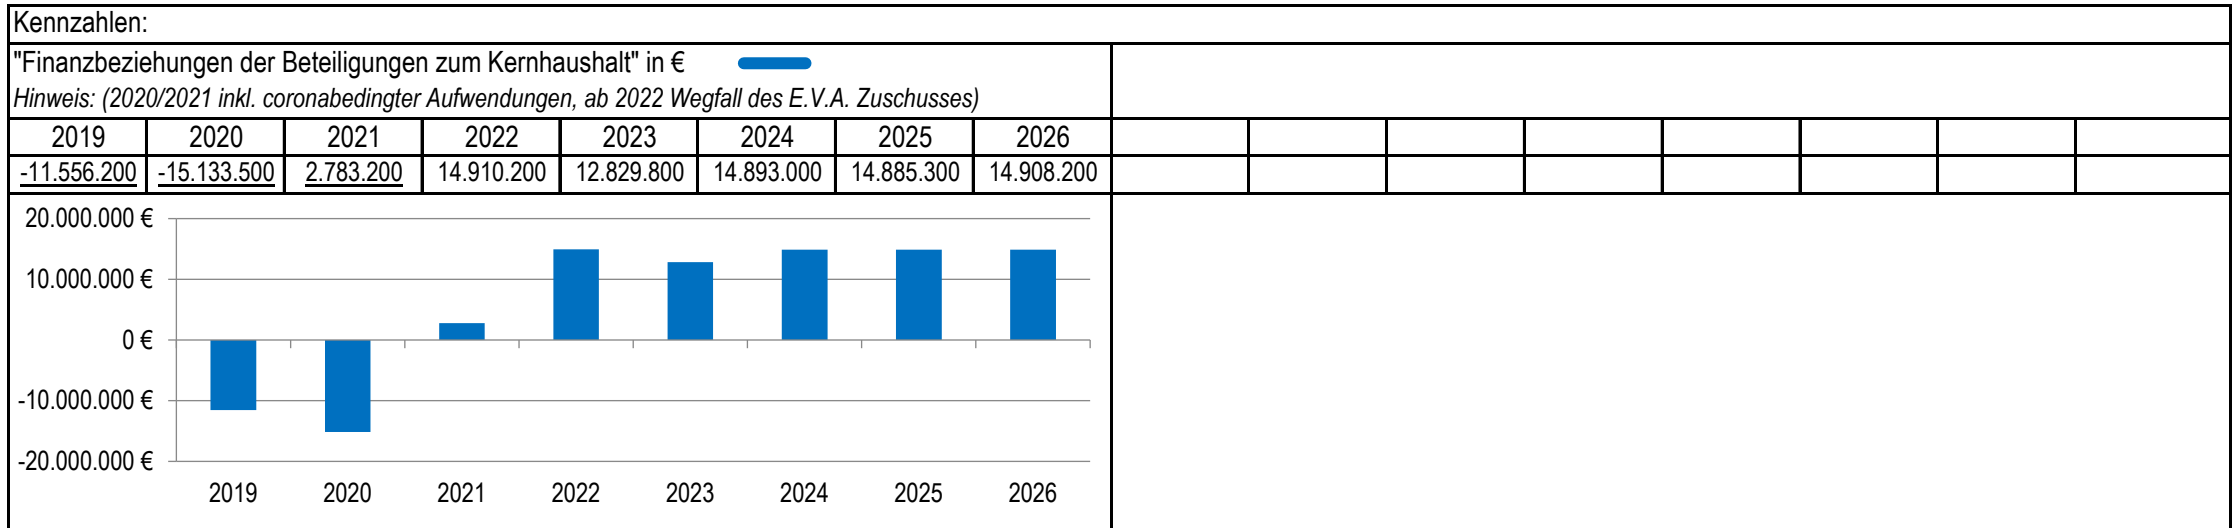 Kennzahlen:
"Finanzbeziehungen der Beteiligungen zum Kernhaushalt" in €
Hinweis: (2020/2021 inkl. coronabedingter Aufwendungen, ab 2022 Wegfall des E.V.A. Zuschusses)
2019 2020 2021 2022 2023 2024 2025 2026
-11.556.200 -15.133.500 2.783.200 14.910.200 12.829.800 14.893.000 14.885.300 14.908.200
20.000.000 €
10.000.000 €
0 €
-10.000.000 €
-20.000.000 €
2019 2020 2021 2022 2023 2024 2025 2026